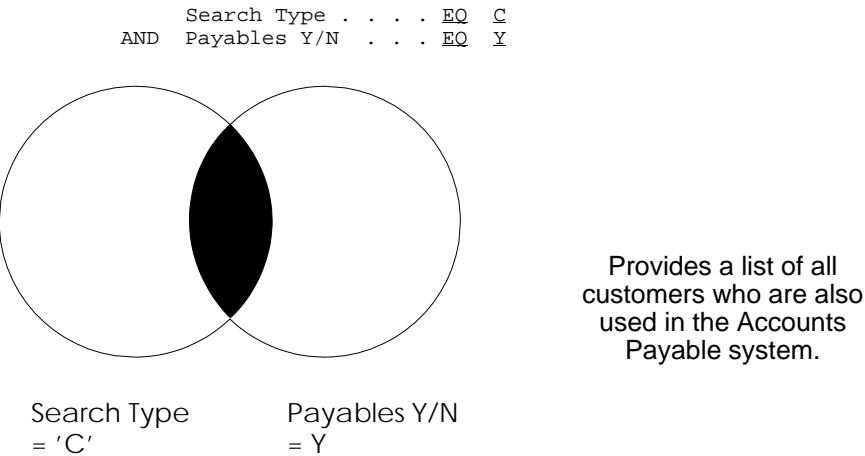 Search Type . . . . EQ C
AND Payables Y/N . . . EQ Y
Provides a list of all
customers who are also
used in the Accounts
Payable system.
Search Type
= 'C'
Payables Y/N
= Y